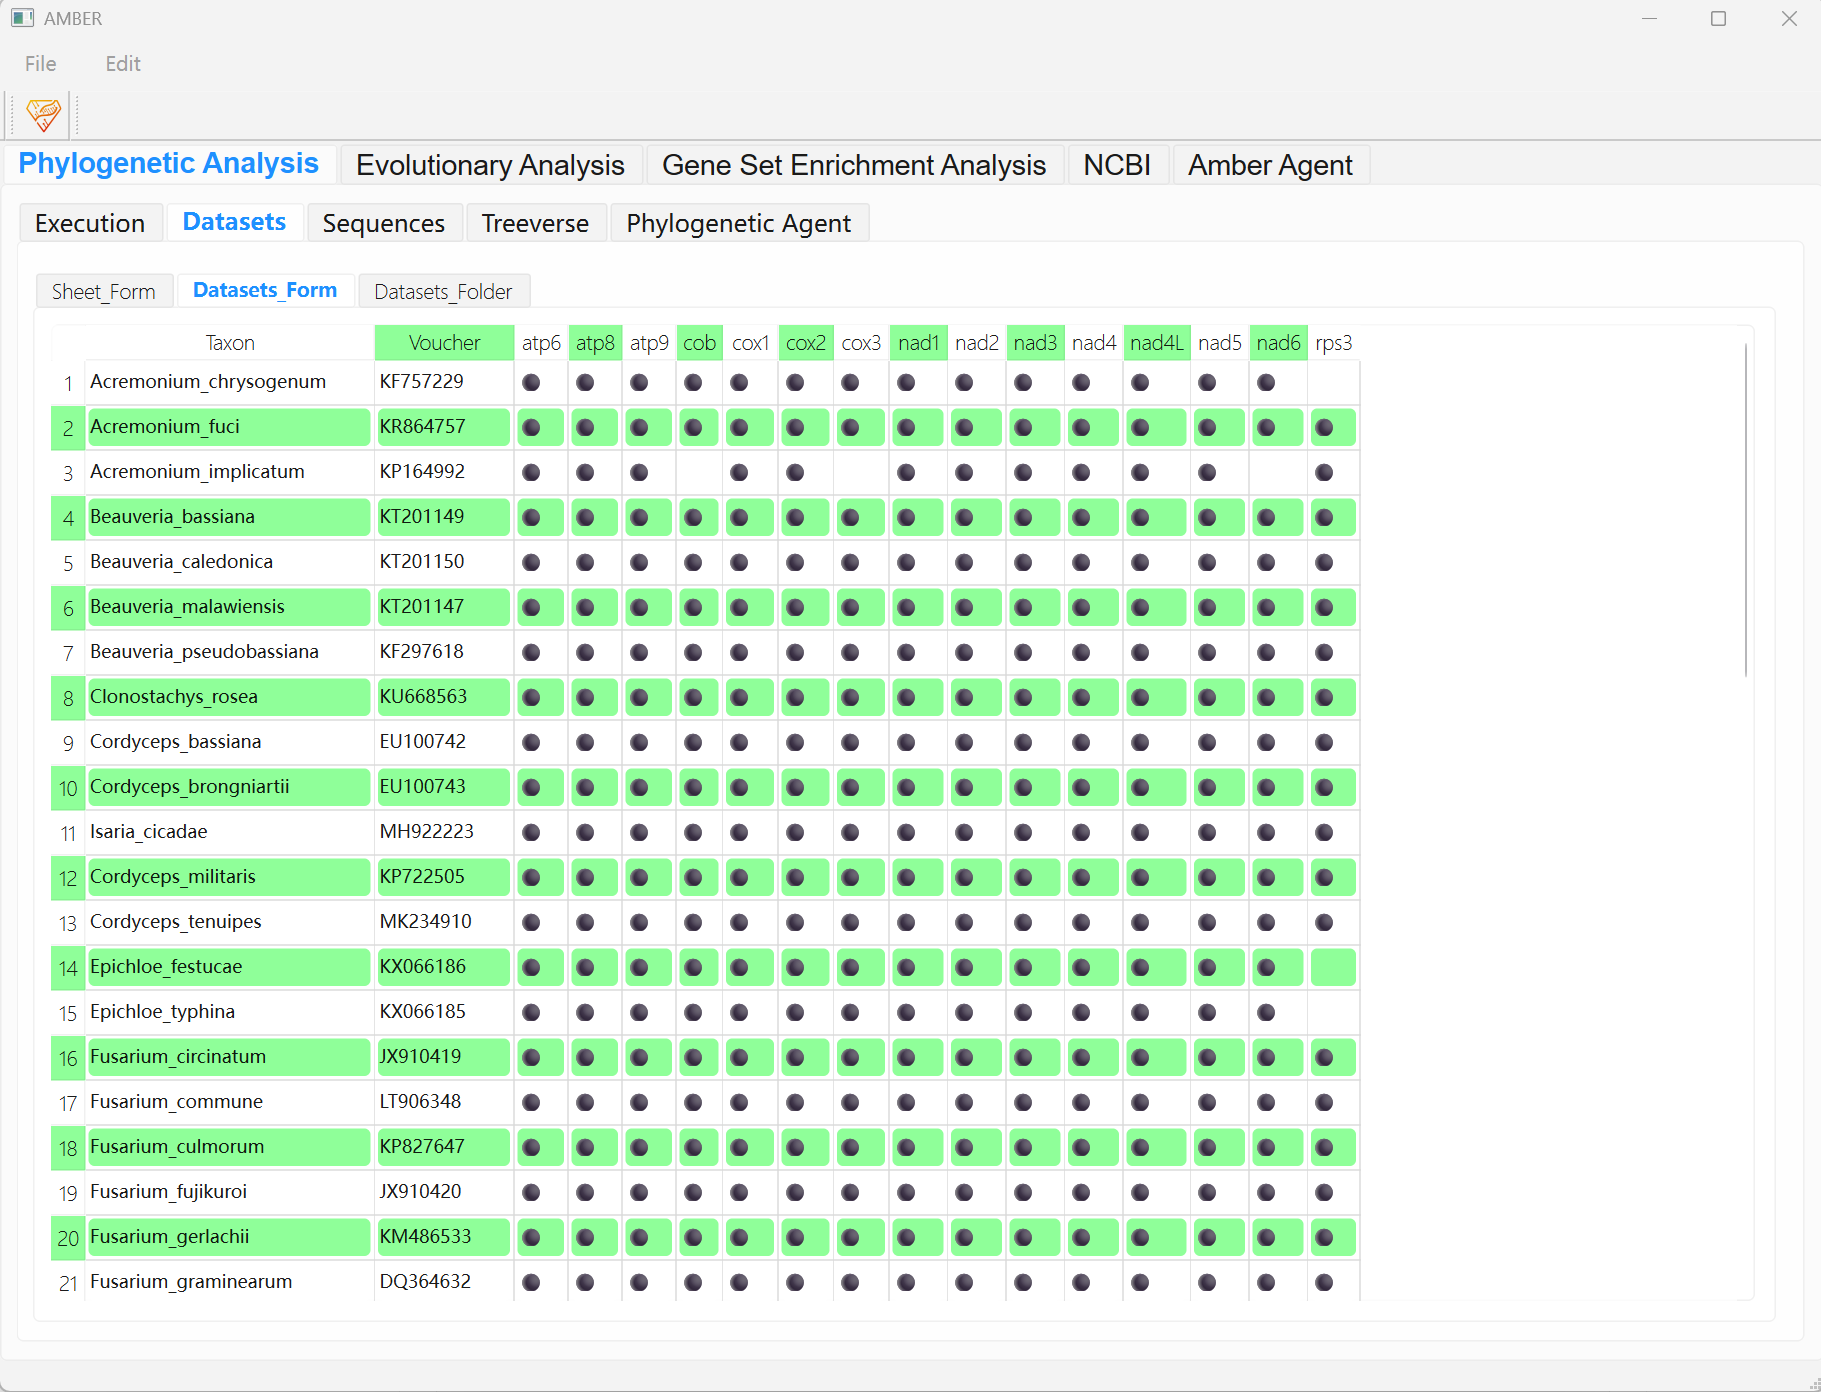 AMBER
File Edit
Phylogenetic Analysis Evolutionary Analysis Gene Set Enrichment Analysis NCBI Amber Agent
Execution Datasets Sequences Treeverse Phylogenetic Agent
Sheet_Form Datasets_Form Datasets_Folder
Taxon Voucher atp6 atp8 atp9 cob cox1 cox2 cox3 nad1 nad2 nad3 nad4 nad4L nad5 nad6 rps3
1 Acremonium_chrysogenum KF757229
2 Acremonium_fuci KR864757
3 Acremonium_implicatum KP164992
4 Beauveria_bassiana KT201149
5 Beauveria_caledonica KT201150
6 Beauveria_malawiensis KT201147
7 Beauveria_pseudobassiana KF297618
8 Clonostachys_rosea KU668563
9 Cordyceps_bassiana EU100742
10 Cordyceps_brongniartii EU100743
11 Isaria_cicadae MH922223
12 Cordyceps_militaris KP722505
13 Cordyceps_tenuipes MK234910
14 Epichloe_festucae KX066186
15 Epichloe_typhina KX066185
16 Fusarium_circinatum JX910419
17 Fusarium_commune LT906348
18 Fusarium_culmorum KP827647
19 Fusarium_fujikuroi JX910420
20 Fusarium_gerlachii KM486533
21 Fusarium_graminearum DQ364632